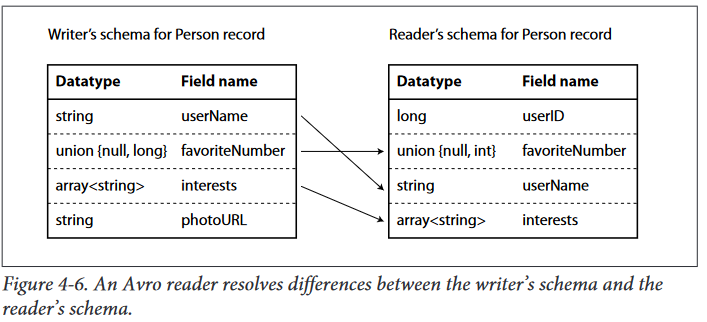 Writer's schema for Person record
Reader's schema for Person record
Datatype Field name
string userName
union {null, long} favoriteNumber
array<string> interests
string photoURL
Datatype Field name
long userID
union {null, int} favoriteNumber
string userName
array<string> interests
Figure 4-6. An Avro reader resolves differences between the writer's schema and the
reader's schema.